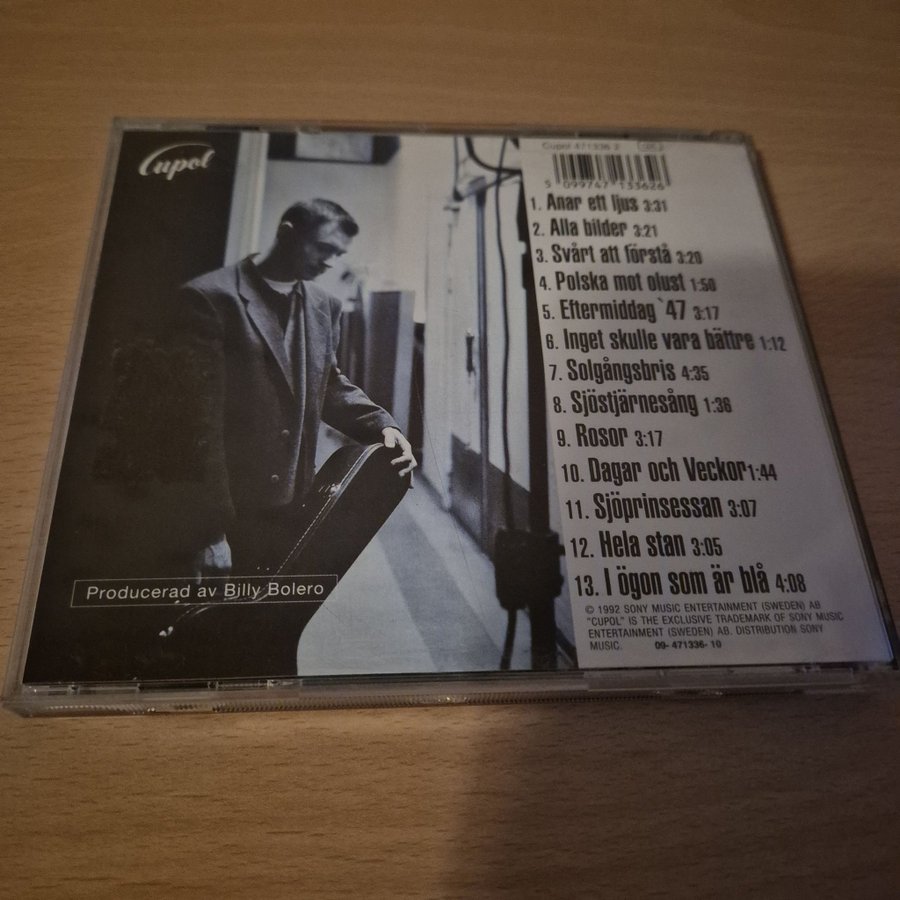 Cupol
Cupol 471336 2
5 099747 133626
1. Anar ett ljus 3:31
2. Alla bilder 3:21
3. Svårt att förstå 3:20
4. Polska mot olust 1:50
5. Eftermiddag `47 3:17
6. Inget skulle vara bättre 1:12
7. Solgångsbris 4:35
8. Sjöstjärnesång 1:36
9. Rosor 3:17
10. Dagar och Veckor 1:44
11. Sjöprinsessan 3:07
12. Hela stan 3:05
13. I ögon som är blå 4:08
Producerad av Billy Bolero
© 1992 SONY MUSIC ENTERTAINMENT (SWEDEN) AB.
"CUPOL" IS THE EXCLUSIVE TRADEMARK OF SONY MUSIC
ENTERTAINMENT (SWEDEN) AB. DISTRIBUTION SONY
MUSIC. 09- 471336- 10